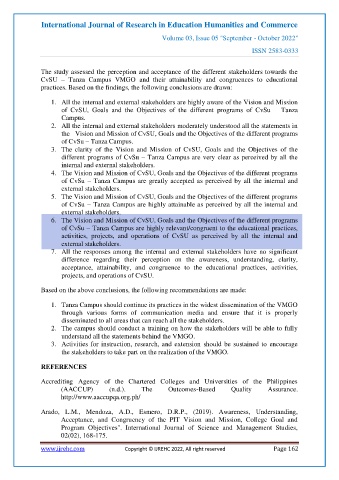 International Journal of Research in Education Humanities and Commerce
Volume 03, Issue 05 "September - October 2022"
ISSN 2583-0333
The study assessed the perception and acceptance of the different stakeholders towards the
CvSU – Tanza Campus VMGO and their attainability and congruences to educational
practices. Based on the findings, the following conclusions are drawn:
1. All the internal and external stakeholders are highly aware of the Vision and Mission
of CvSU, Goals and the Objectives of the different programs of CvSu – Tanza
Campus.
2. All the internal and external stakeholders moderately understood all the statements in
the Vision and Mission of CvSU, Goals and the Objectives of the different programs
of CvSu – Tanza Campus.
3. The clarity of the Vision and Mission of CvSU, Goals and the Objectives of the
different programs of CvSu – Tanza Campus are very clear as perceived by all the
internal and external stakeholders.
4. The Vision and Mission of CvSU, Goals and the Objectives of the different programs
of CvSu – Tanza Campus are greatly accepted as perceived by all the internal and
external stakeholders.
5. The Vision and Mission of CvSU, Goals and the Objectives of the different programs
of CvSu – Tanza Campus are highly attainable as perceived by all the internal and
external stakeholders.
6. The Vision and Mission of CvSU, Goals and the Objectives of the different programs
of CvSu – Tanza Campus are highly relevant/congruent to the educational practices,
activities, projects, and operations of CvSU as perceived by all the internal and
external stakeholders.
7. All the responses among the internal and external stakeholders have no significant
difference regarding their perception on the awareness, understanding, clarity,
acceptance, attainability, and congruence to the educational practices, activities,
projects, and operations of CvSU.
Based on the above conclusions, the following recommendations are made:
1. Tanza Campus should continue its practices in the widest dissemination of the VMGO
through various forms of communication media and ensure that it is properly
disseminated to all areas that can reach all the stakeholders.
2. The campus should conduct a training on how the stakeholders will be able to fully
understand all the statements behind the VMGO.
3. Activities for instruction, research, and extension should be sustained to encourage
the stakeholders to take part on the realization of the VMGO.
REFERENCES
Accrediting Agency of the Chartered Colleges and Universities of the Philippines
(AACCUP) (n.d.). The Outcomes-Based Quality Assurance.
http://www.aaccupqa.org.ph/
Arado, L.M., Mendoza, A.D., Esmero, D.R.P., (2019). Awareness, Understanding,
Acceptance, and Congruency of the PIT Vision and Mission, College Goal and
Program Objectives". International Journal of Science and Management Studies,
02(02), 168-175.
www.ijrehc.com Copyright © IJREHC 2022, All right reserved Page 162